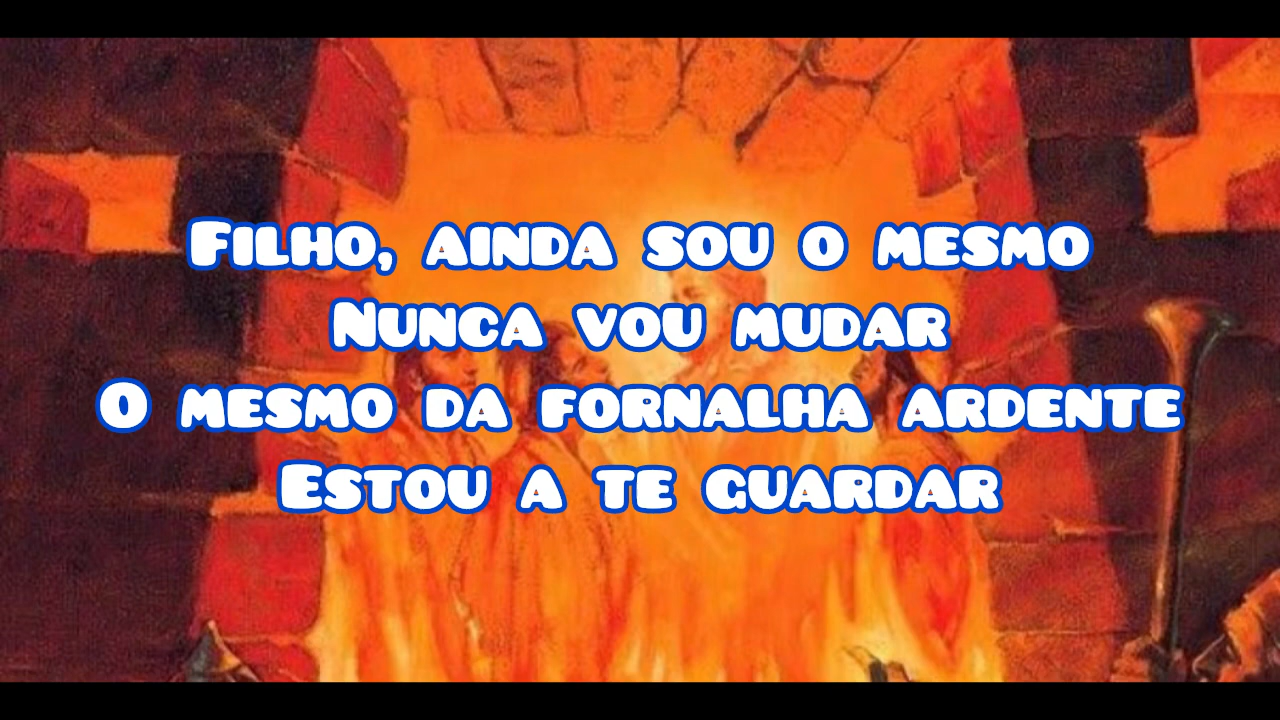 Filho, ainda sou o mesmo
Nunca vou mudar
O mesmo da fornalha ardente
Estou a te guardar